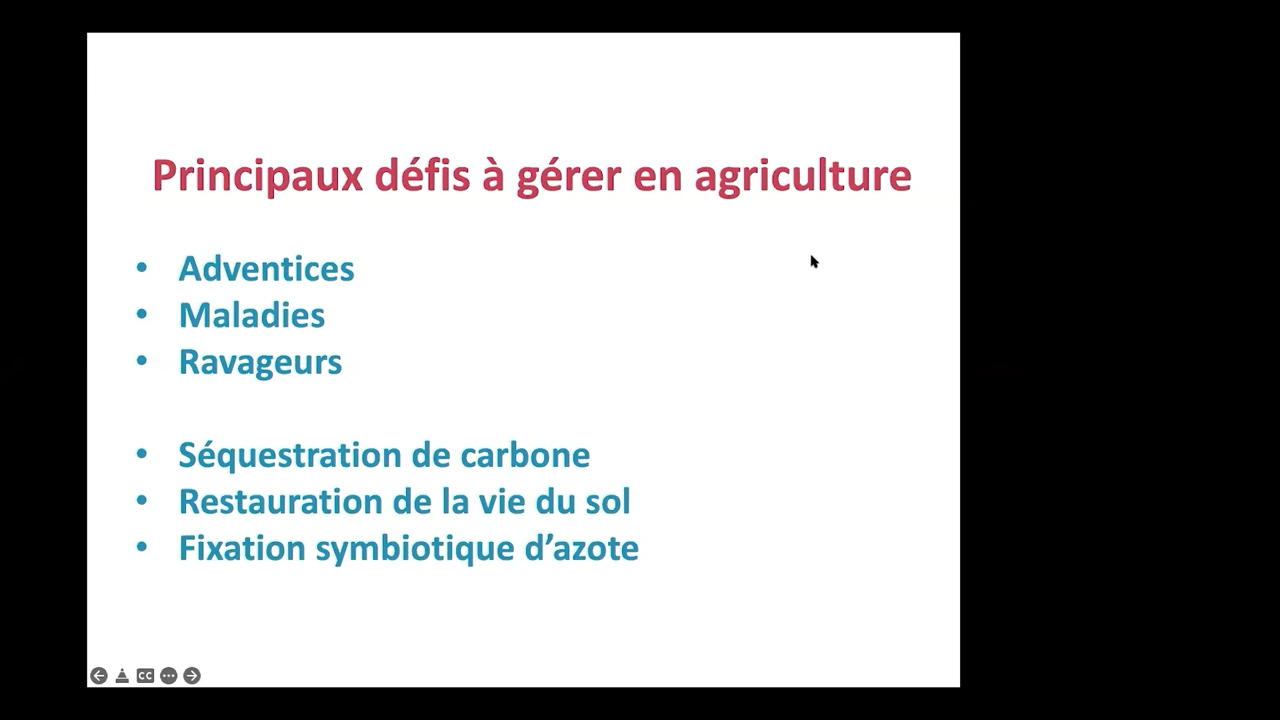 Principaux défis à gérer en agriculture
• Adventices
• Maladies
• Ravageurs
• Séquestration de carbone
• Restauration de la vie du sol
• Fixation symbiotique d’azote
CC